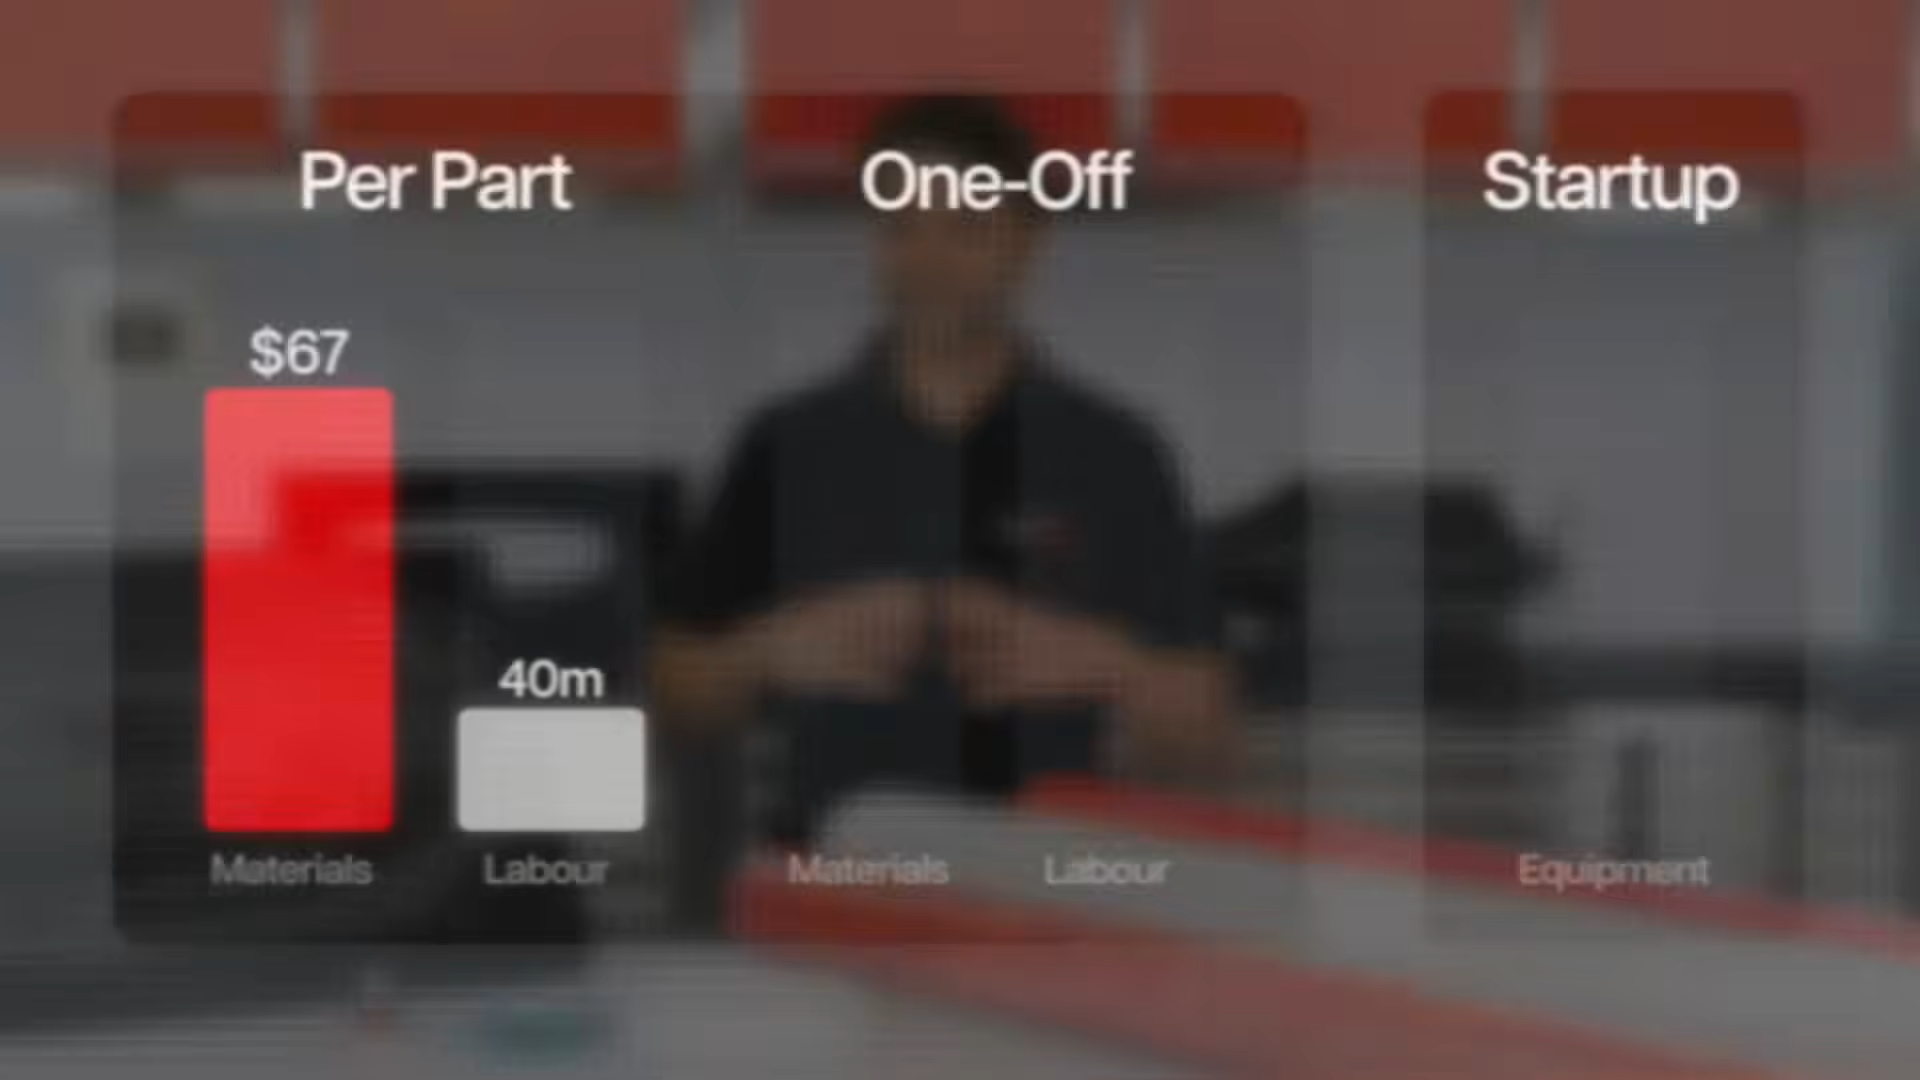 Per Part
One-Off
Startup
$67
40m
Materials
Labour
Materials
Labour
Equipment